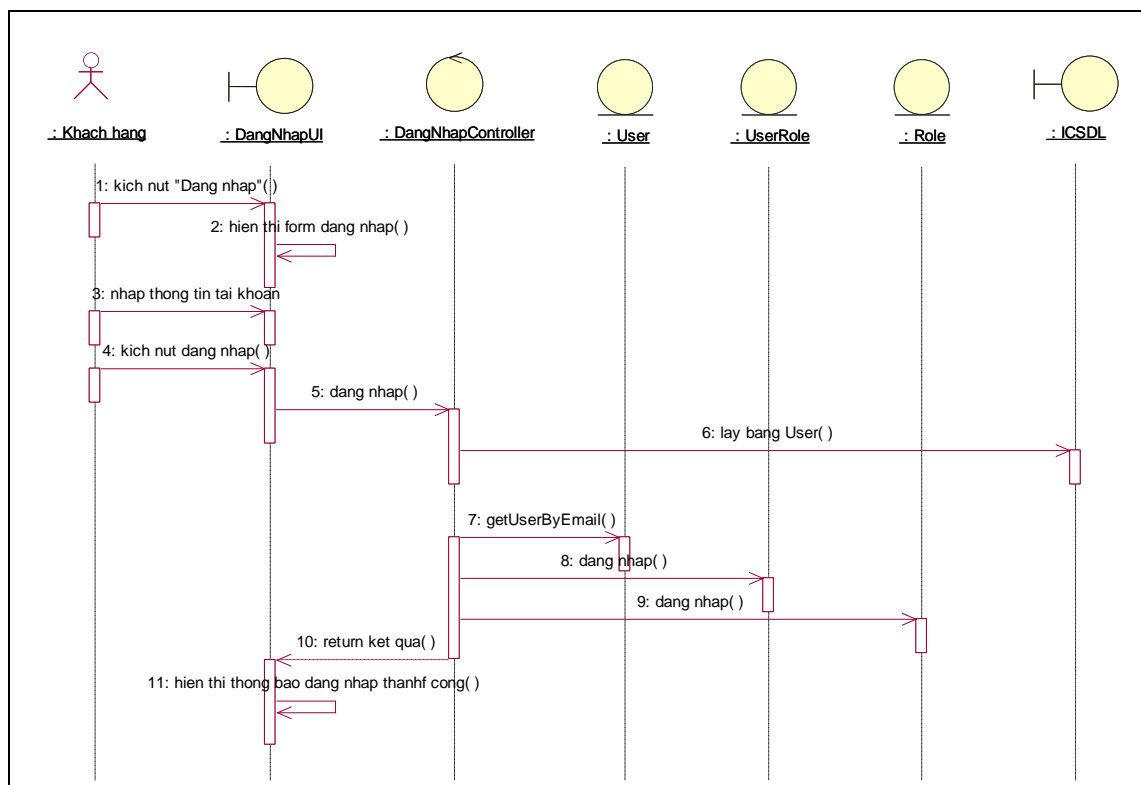 : Khach hang
: DangNhapUI
: DangNhapController
: User
: UserRole
: Role
: ICSDL
1: kich nut "Dang nhap"( )
2: hien thi form dang nhap( )
3: nhap thong tin tai khoan
4: kich nut dang nhap( )
5: dang nhap( )
6: lay bang User( )
7: getUserByEmail( )
8: dang nhap( )
9: dang nhap( )
10: return ket qua( )
11: hien thi thong bao dang nhap thanhf cong( )